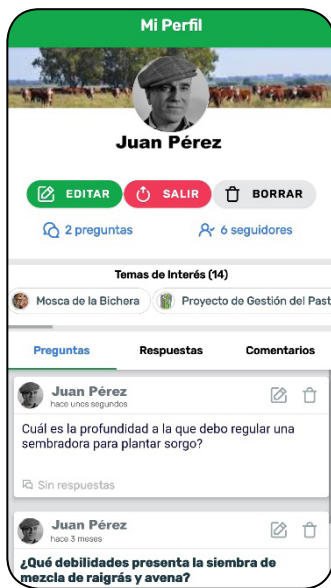 Mi Perfil
Juan Pérez
EDITAR SALIR BORRAR
2 preguntas 6 seguidores
Temas de Interés (14)
Mosca de la Bichera Proyecto de Gestión del Past
Preguntas Respuestas Comentarios
Juan Pérez
hace unos segundos
Cuál es la profundidad a la que debo regular una
sembradora para plantar sorgo?
Sin respuestas
Juan Pérez
hace 3 meses
¿Qué debilidades presenta la siembra de
mezcla de raigrás y avena?